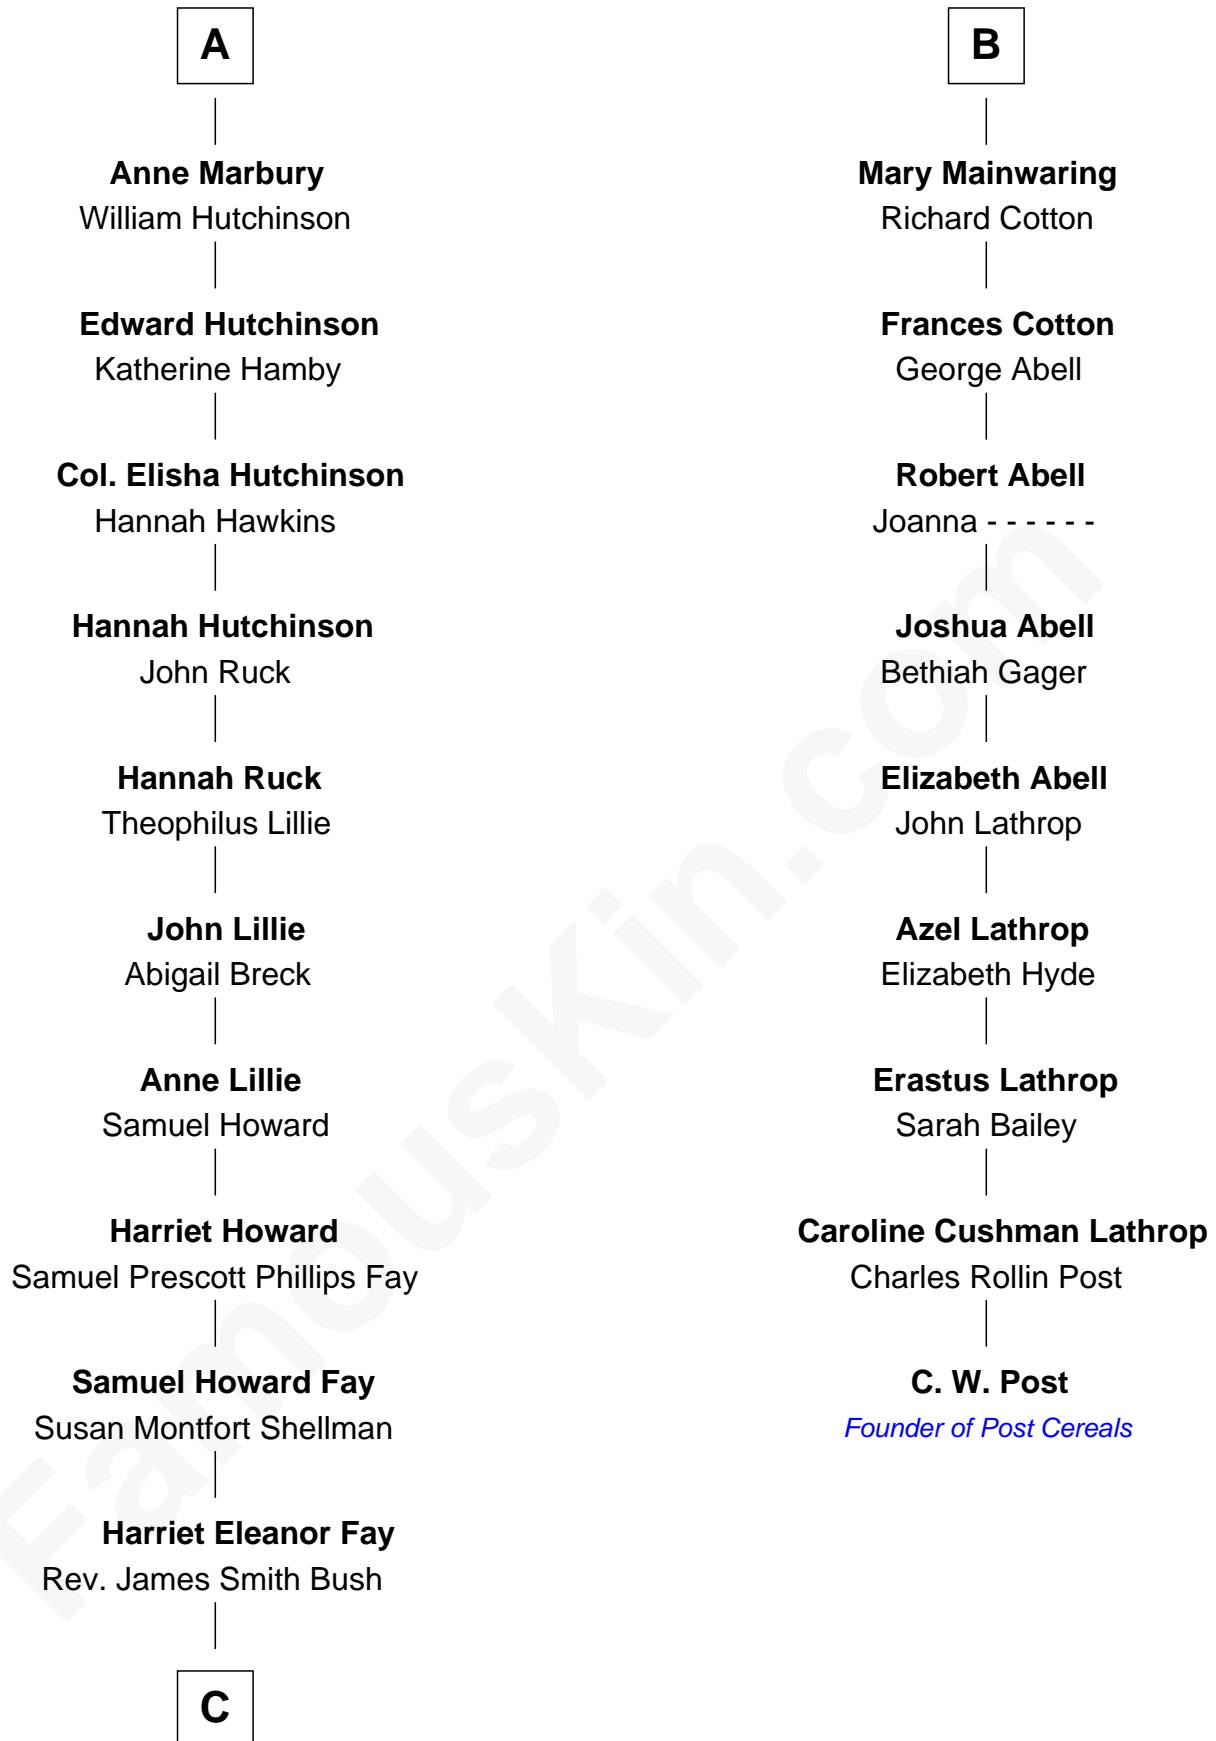 A
Anne Marbury
William Hutchinson
Edward Hutchinson
Katherine Hamby
Col. Elisha Hutchinson
Hannah Hawkins
Hannah Hutchinson
John Ruck
Hannah Ruck
Theophilus Lillie
John Lillie
Abigail Breck
Anne Lillie
Samuel Howard
Harriet Howard
Samuel Prescott Phillips Fay
Samuel Howard Fay
Susan Montfort Shellman
Harriet Eleanor Fay
Rev. James Smith Bush
C
B
Mary Mainwaring
Richard Cotton
Frances Cotton
George Abell
Robert Abell
Joanna - - - - - -
Joshua Abell
Bethiah Gager
Elizabeth Abell
John Lathrop
Azel Lathrop
Elizabeth Hyde
Erastus Lathrop
Sarah Bailey
Caroline Cushman Lathrop
Charles Rollin Post
C. W. Post
Founder of Post Cereals
FamousKin.com